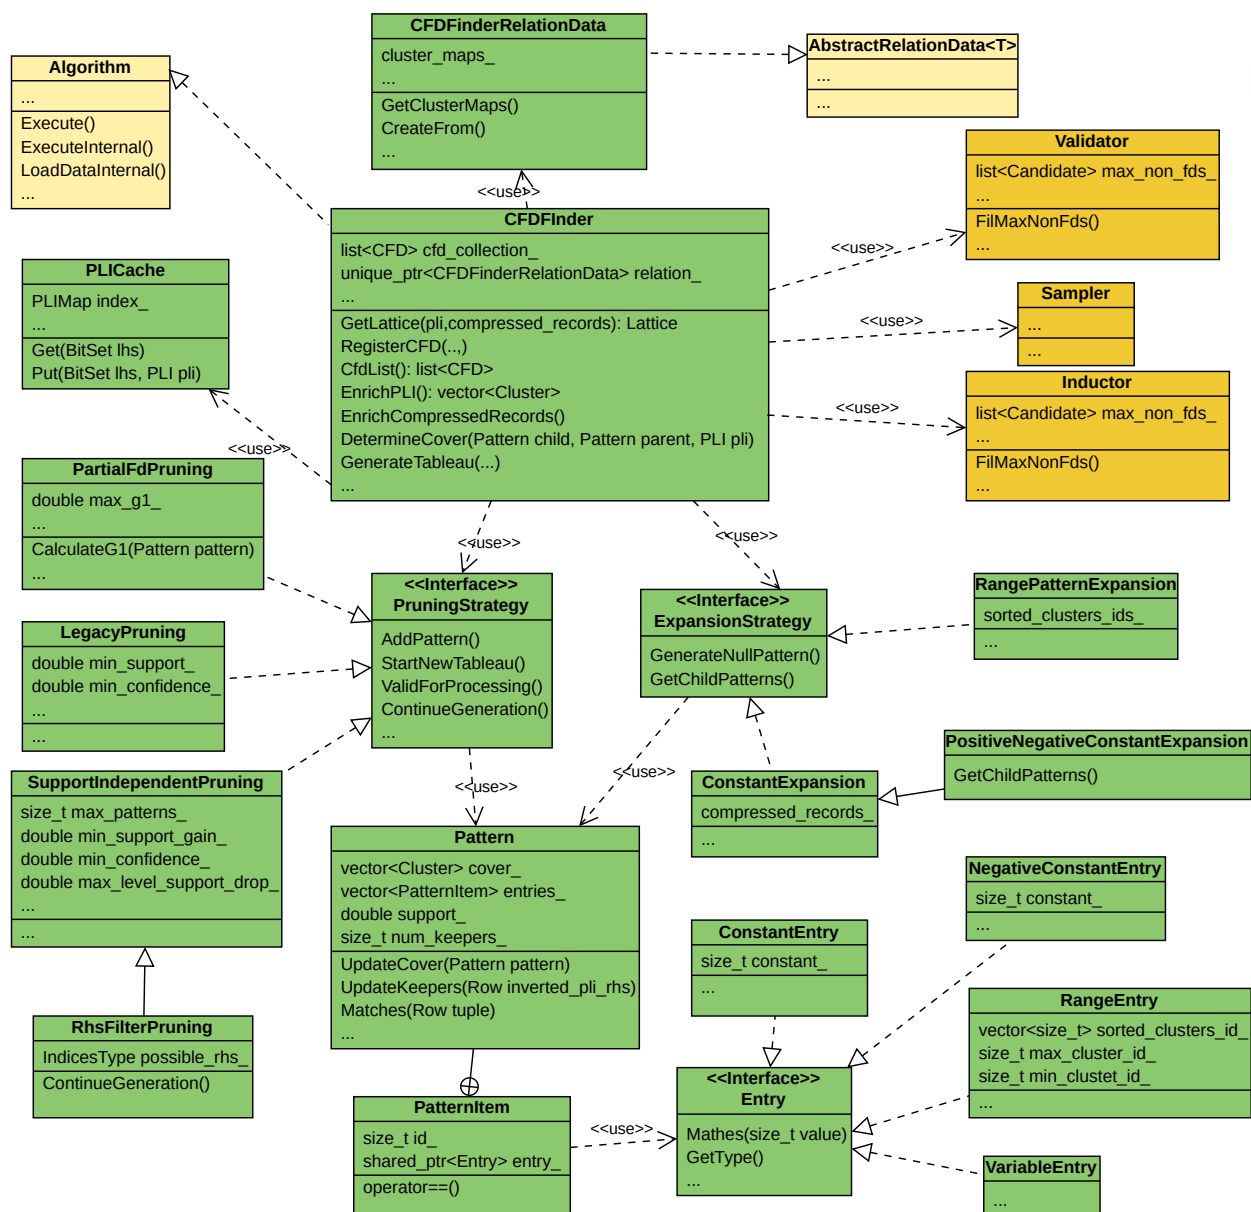 CFDFinderRelationData
cluster_maps_
...
GetClusterMaps()
CreateFrom()
...
AbstractRelationData<T>
...
...
Algorithm
...
Execute()
ExecuteInternal()
LoadDataInternal()
...
Validator
list<Candidate> max_non_fds_
...
FilMaxNonFds()
...
<<use>>
CFDFInder
list<CFD> cfd_collection_
unique_ptr<CFDFinderRelationData> relation_
...
GetLattice(pli,compressed_records): Lattice
RegisterCFD(..,)
CfdList(): list<CFD>
EnrichPLI(): vector<Cluster>
EnrichCompressedRecords()
DetermineCover(Pattern child, Pattern parent, PLI pli)
GenerateTableau(...)
...
<<use>>
PLICache
PLIMap index_
...
Get(BitSet lhs)
Put(BitSet lhs, PLI pli)
Sampler
...
...
<<use>>
Inductor
list<Candidate> max_non_fds_
...
FilMaxNonFds()
...
<<use>>
<<use>>
PartialFdPruning
double max_g1_
...
CalculateG1(Pattern pattern)
...
<<use>>
<<use>>
<<Interface>>
PruningStrategy
AddPattern()
StartNewTableau()
ValidForProcessing()
ContinueGeneration()
...
<<Interface>>
ExpansionStrategy
GenerateNullPattern()
GetChildPatterns()
RangePatternExpansion
sorted_clusters_ids_
...
LegacyPruning
double min_support_
double min_confidence_
...
...
SupportIndependentPruning
size_t max_patterns_
double min_support_gain_
double min_confidence_
double max_level_support_drop_
...
...
<<use>>
<<use>>
ConstantExpansion
compressed_records_
...
PositiveNegativeConstantExpansion
GetChildPatterns()
Pattern
vector<Cluster> cover_
vector<PatternItem> entries_
double support_
size_t num_keepers_
UpdateCover(Pattern pattern)
UpdateKeepers(Row inverted_pli_rhs)
Matches(Row tuple)
...
NegativeConstantEntry
size_t constant_
...
ConstantEntry
size_t constant_
...
RangeEntry
vector<size_t> sorted_clusters_id_
size_t max_cluster_id_
size_t min_clustet_id_
...
RhsFilterPruning
IndicesType possible_rhs_
ContinueGeneration()
PatternItem
size_t id_
shared_ptr<Entry> entry_
operator==()
<<use>>
<<Interface>>
Entry
Mathes(size_t value)
GetType()
...
VariableEntry
...